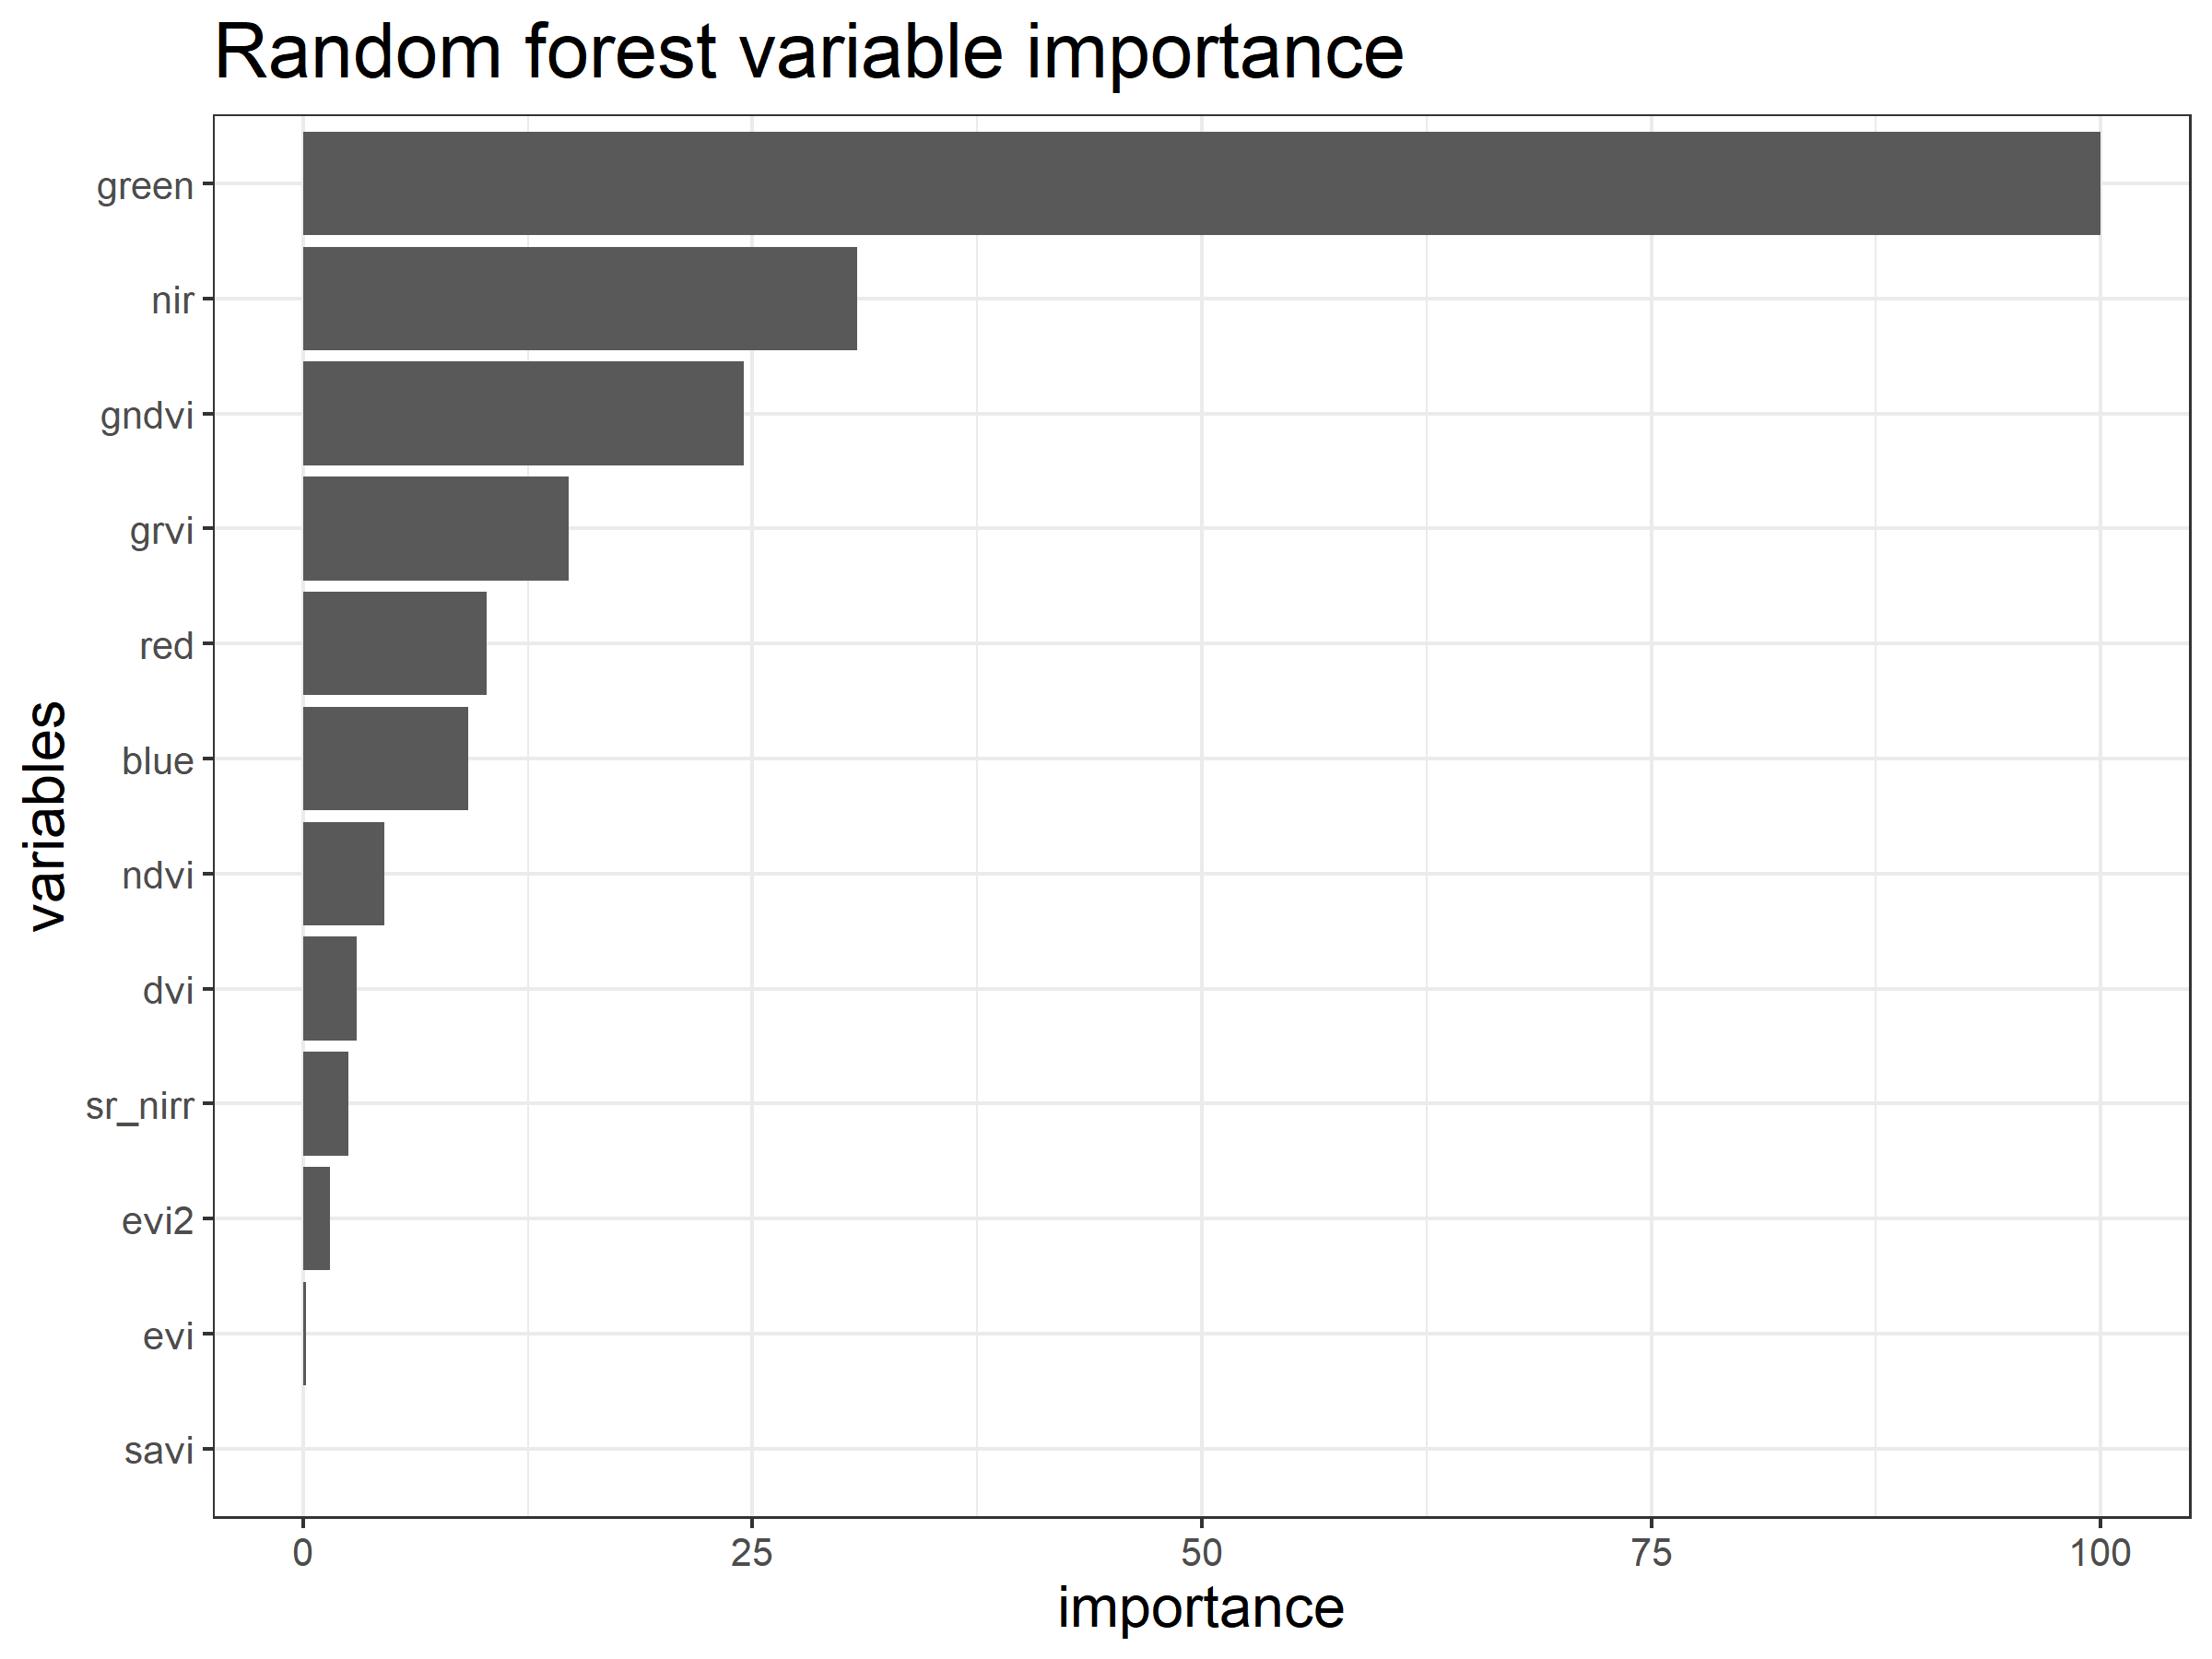 Random forest variable importance
green
nir
gndvi
grvi
red
blue
ndvi
dvi
sr_nirr
evi2
evi
savi
variables
0 25 50 75 100
importance